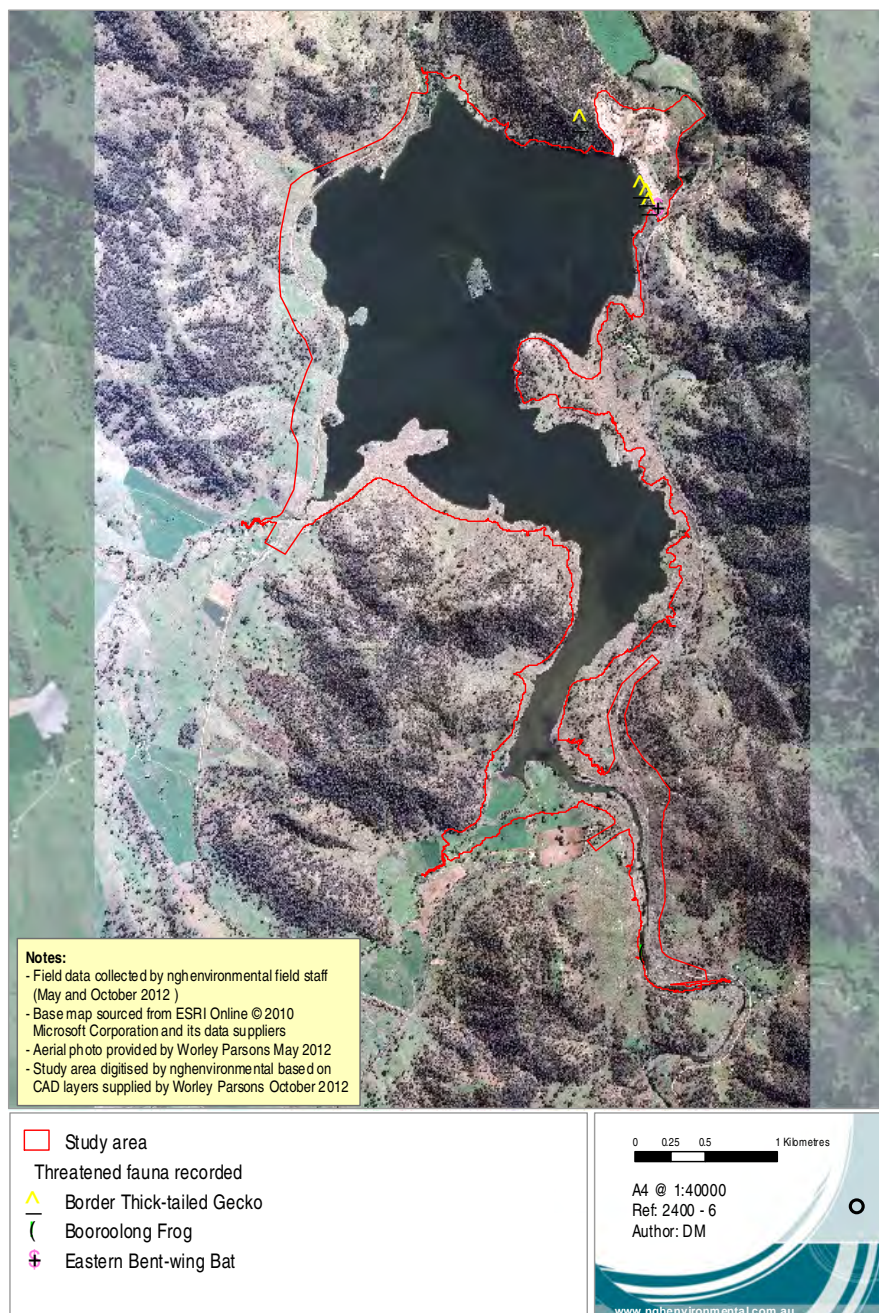 Notes:
- Field data collected by nghenvironmental field staff
(May and October 2012 )
- Base map sourced from ESRI Online © 2010
Microsoft Corporation and its data suppliers
- Aerial photo provided by Worley Parsons May 2012
- Study area digitised by nghenvironmental based on
CAD layers supplied by Worley Parsons October 2012
Study area
Threatened fauna recorded
Border Thick-tailed Gecko
Booroolong Frog
Eastern Bent-wing Bat
0 0.25 0.5 1 Kilometres
A4 @ 1:40000
Ref: 2400 - 6
Author: DM
www.nghenvironmental.com.au